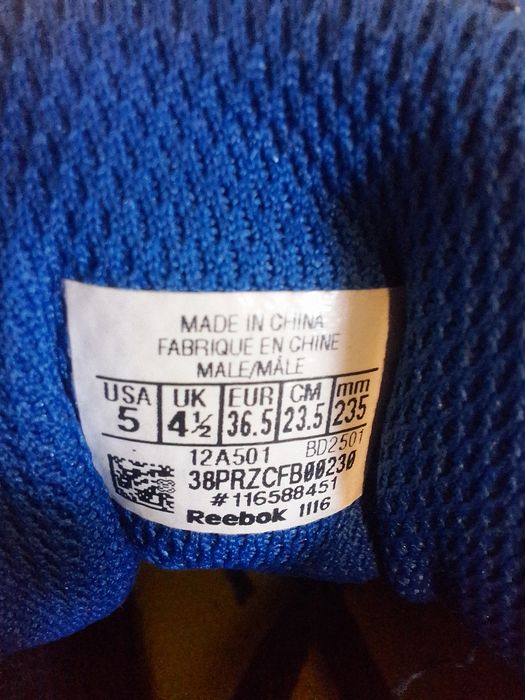 MADE IN CHINA
FABRIQUE EN CHINE
MALE/MÂLE
USA UK EUR CM mm
5 4½ 36.5 23.5 235
12A501 BD2501
38PRZCFB00230
#116588451
Reebok 1116